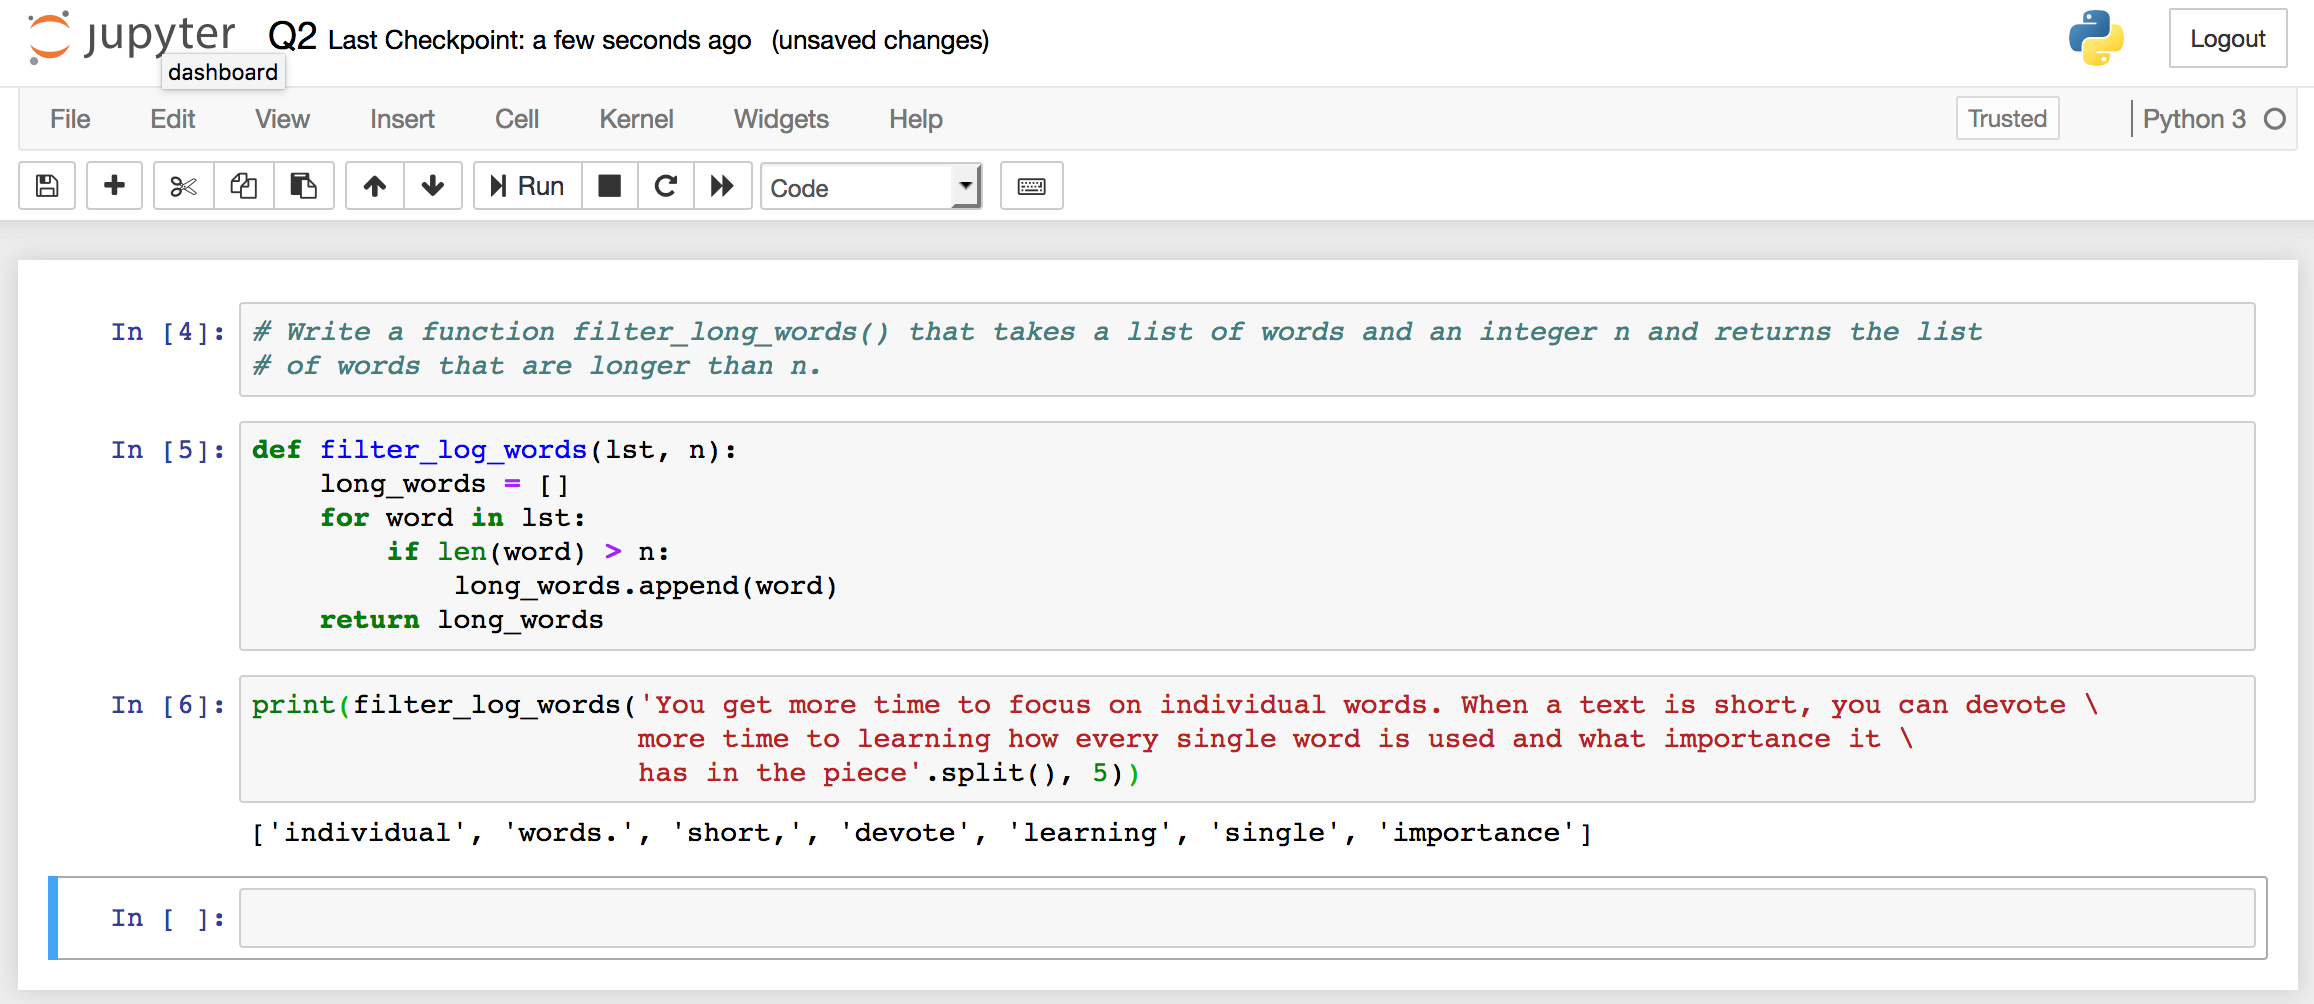 jupyter Q2 Last Checkpoint: a few seconds ago (unsaved changes)
Logout
dashboard
File Edit View Insert Cell Kernel Widgets Help Trusted Python 3
Run Code
In [4]: # Write a function filter_long_words() that takes a list of words and an integer n and returns the list
# of words that are longer than n.
In [5]: def filter_log_words(lst, n):
    long_words = []
    for word in lst:
        if len(word) > n:
            long_words.append(word)
    return long_words
In [6]: print(filter_log_words('You get more time to focus on individual words. When a text is short, you can devote \
more time to learning how every single word is used and what importance it \
has in the piece'.split(), 5))
['individual', 'words.', 'short,', 'devote', 'learning', 'single', 'importance']
In [ ]: